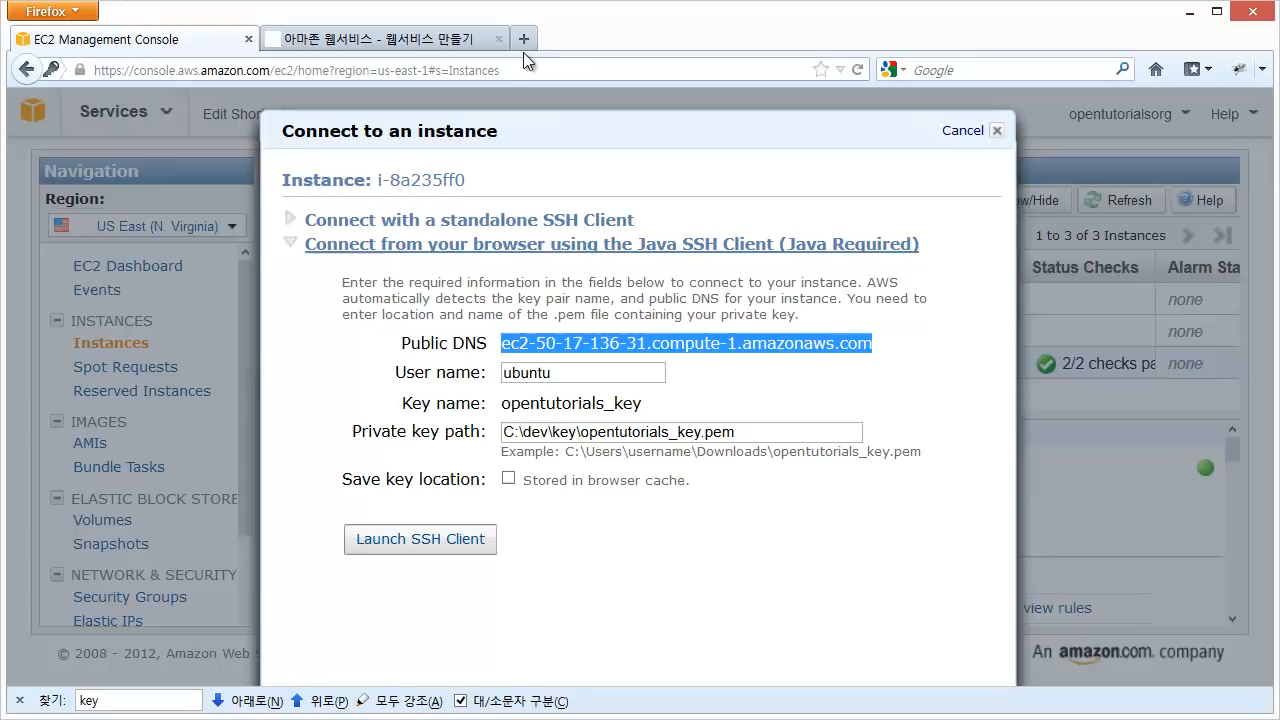 Firefox
EC2 Management Console
아마존 웹서비스 - 웹서비스 만들기
https://console.aws.amazon.com/ec2/home?region=us-east-1#s=Instances
Google
Services
Edit Shor
opentutorialsorg
Help
Connect to an instance
Cancel
Navigation
Region:
US East (N. Virginia)
EC2 Dashboard
Events
INSTANCES
Instances
Spot Requests
Reserved Instances
IMAGES
AMIs
Bundle Tasks
ELASTIC BLOCK STORE
Volumes
Snapshots
NETWORK & SECURITY
Security Groups
Elastic IPs
Instance: i-8a235ff0
Connect with a standalone SSH Client
Connect from your browser using the Java SSH Client (Java Required)
Enter the required information in the fields below to connect to your instance. AWS
automatically detects the key pair name, and public DNS for your instance. You need to
enter location and name of the .pem file containing your private key.
Public DNS ec2-50-17-136-31.compute-1.amazonaws.com
User name: ubuntu
Key name: opentutorials_key
Private key path: C:\dev\key\opentutorials_key.pem
Example: C:\Users\username\Downloads\opentutorials_key.pem
Save key location: Stored in browser cache.
Launch SSH Client
w/Hide Refresh Help
1 to 3 of 3 Instances
Status Checks Alarm Sta
none
none
2/2 checks pa none
view rules
© 2008 - 2012, Amazon Web S
An amazon.com company
찾기: key 아래로(N) 위로(P) 모두 강조(A) 대/소문자 구분(C)